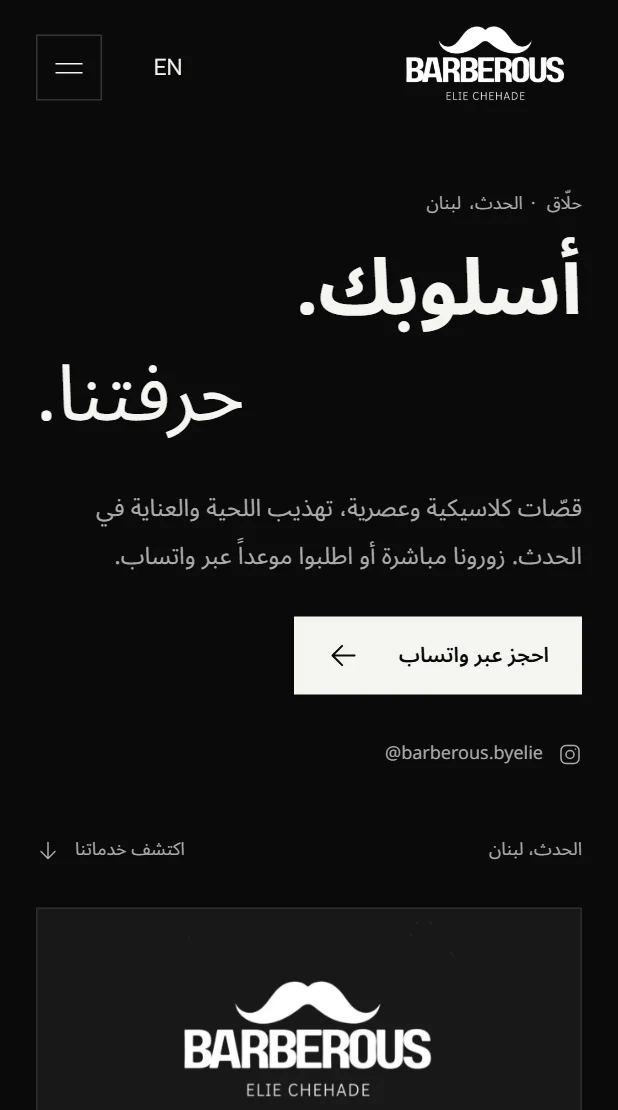 BARBEROUS
ELIE CHEHADE
EN
حلّاق · الحدث، لبنان
أسلوبك.
حرفتنا.
قصّات كلاسيكية وعصرية، تهذيب اللحية والعناية في
الحدث. زورونا مباشرة أو اطلبوا موعداً عبر واتساب.
احجز عبر واتساب
@barberous.byelie
الحدث، لبنان
اكتشف خدماتنا
BARBEROUS
ELIE CHEHADE